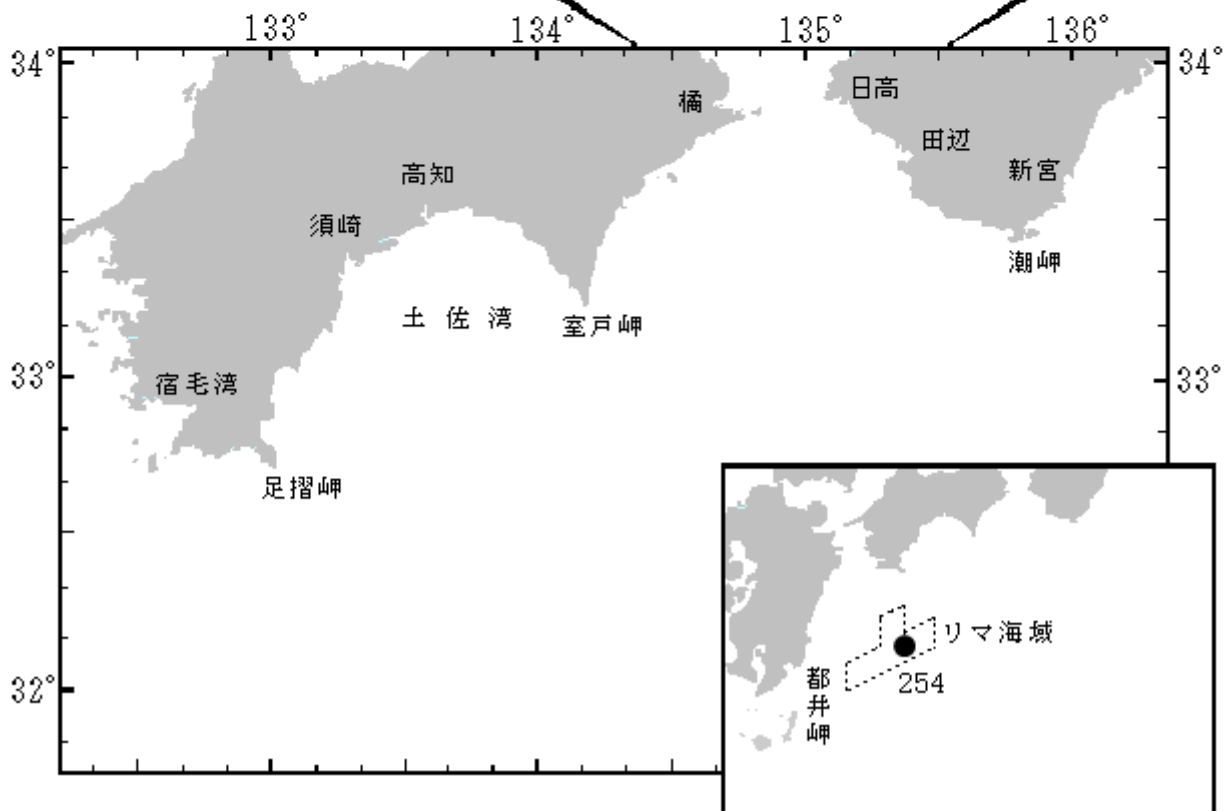 133°
134°
135°
136°
34°
34°
橘
日高
田辺
高知
新宮
須崎
潮岬
土佐湾
室戸岬
33°
33°
宿毛湾
足摺岬
リマ海域
254
都井岬
32°